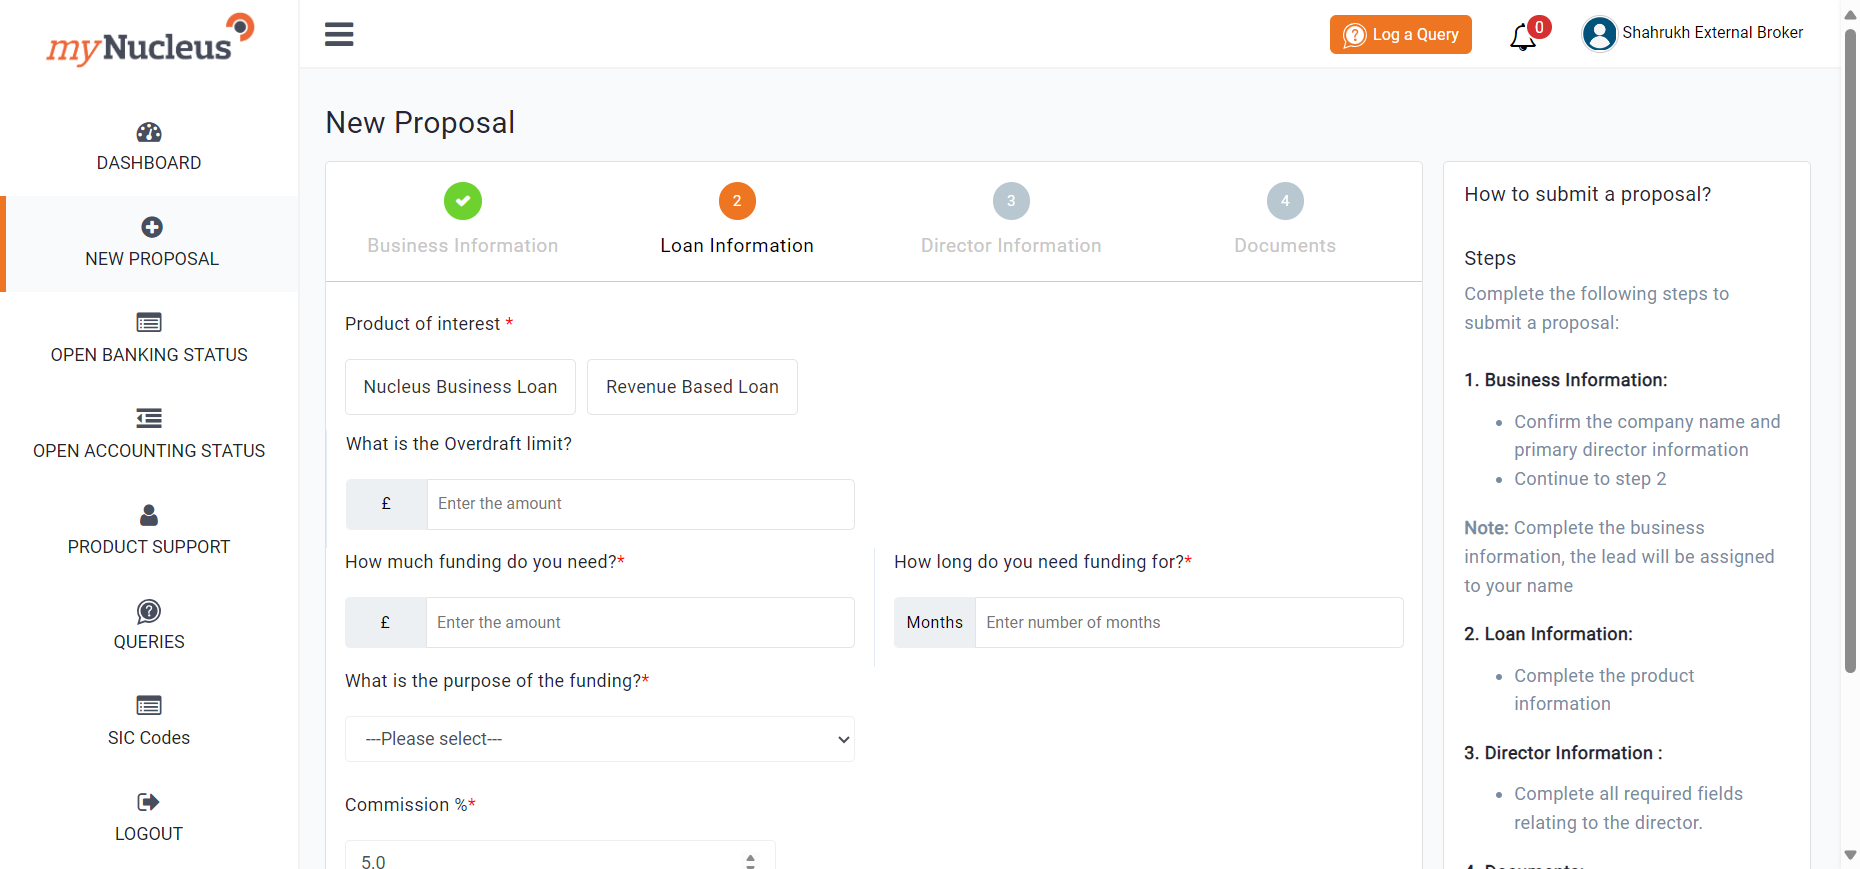 myNucleus
DASHBOARD
NEW PROPOSAL
OPEN BANKING STATUS
OPEN ACCOUNTING STATUS
PRODUCT SUPPORT
QUERIES
SIC Codes
LOGOUT
Log a Query
0
Shahrukh External Broker
New Proposal
Business Information
2
Loan Information
3
Director Information
4
Documents
Product of interest *
Nucleus Business Loan
Revenue Based Loan
What is the Overdraft limit?
£
Enter the amount
How much funding do you need?*
£
Enter the amount
How long do you need funding for?*
Months
Enter number of months
What is the purpose of the funding?*
---Please select---
Commission %*
5.0
How to submit a proposal?
Steps
Complete the following steps to
submit a proposal:
1. Business Information:
• Confirm the company name and
primary director information
• Continue to step 2
Note: Complete the business
information, the lead will be assigned
to your name
2. Loan Information:
• Complete the product
information
3. Director Information :
• Complete all required fields
relating to the director.
4. Documents: